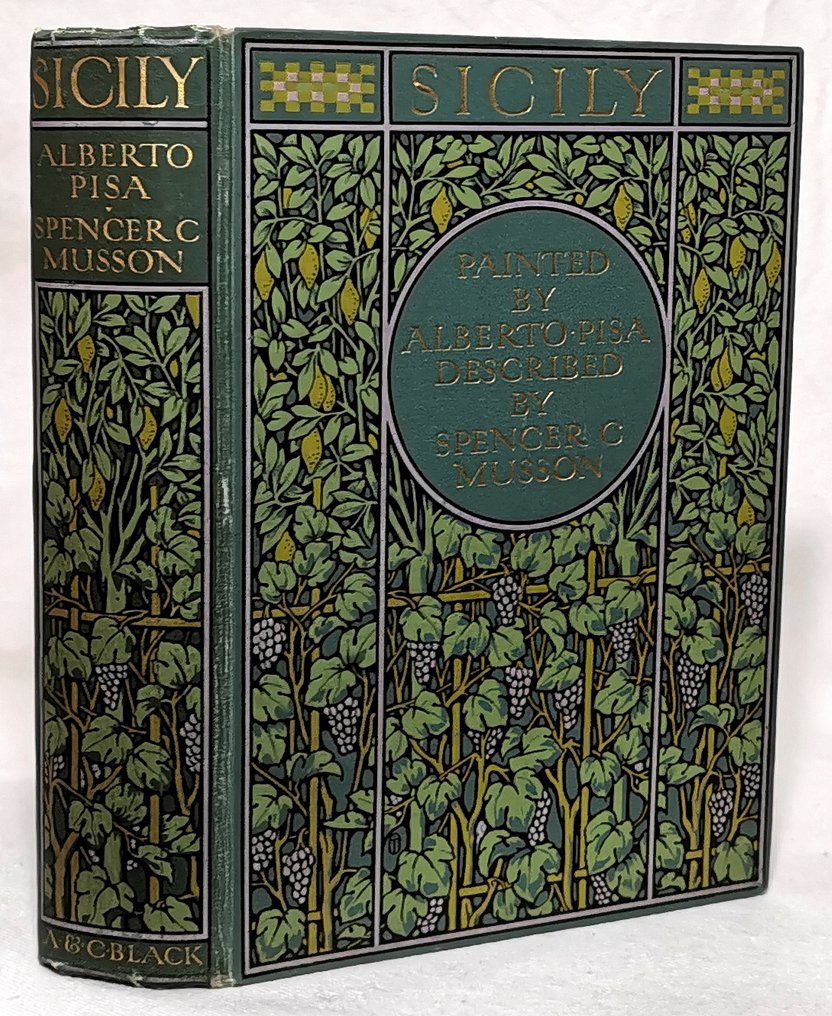 SICILY
ALBERTO
PISA
SPENCER C
MUSSON
A·&·C·BLACK
SICILY
PAINTED
BY
ALBERTO·PISA
DESCRIBED
BY
SPENCER C
MUSSON